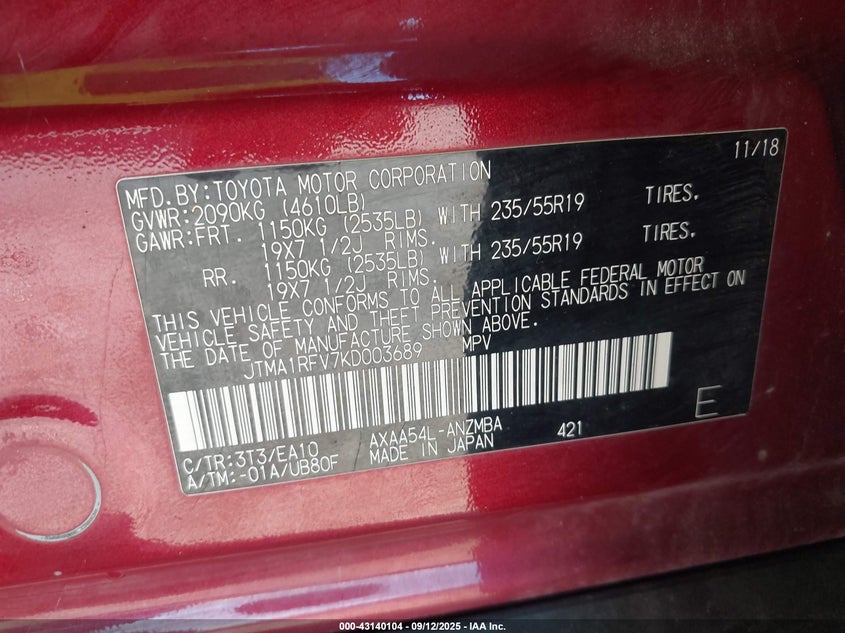 11/18
MFD. BY:TOYOTA MOTOR CORPORATION
GVWR:2090KG (4610LB)
GAWR:FRT. 1150KG (2535LB) WITH 235/55R19 TIRES.
19X7 1/2J RIMS.
RR. 1150KG (2535LB) WITH 235/55R19 TIRES.
19X7 1/2J RIMS.
THIS VEHICLE CONFORMS TO ALL APPLICABLE FEDERAL MOTOR
VEHICLE SAFETY AND THEFT PREVENTION STANDARDS IN EFFECT ON
THE DATE OF MANUFACTURE SHOWN ABOVE.
JTMA1RFV7KD003689 MPV
C/TR:3T3/EA10 AXAA54L-ANZMBA 421 E
A/TM:-01A/UB80F MADE IN JAPAN
000-43140104 - 09/12/2025 - IAA Inc.